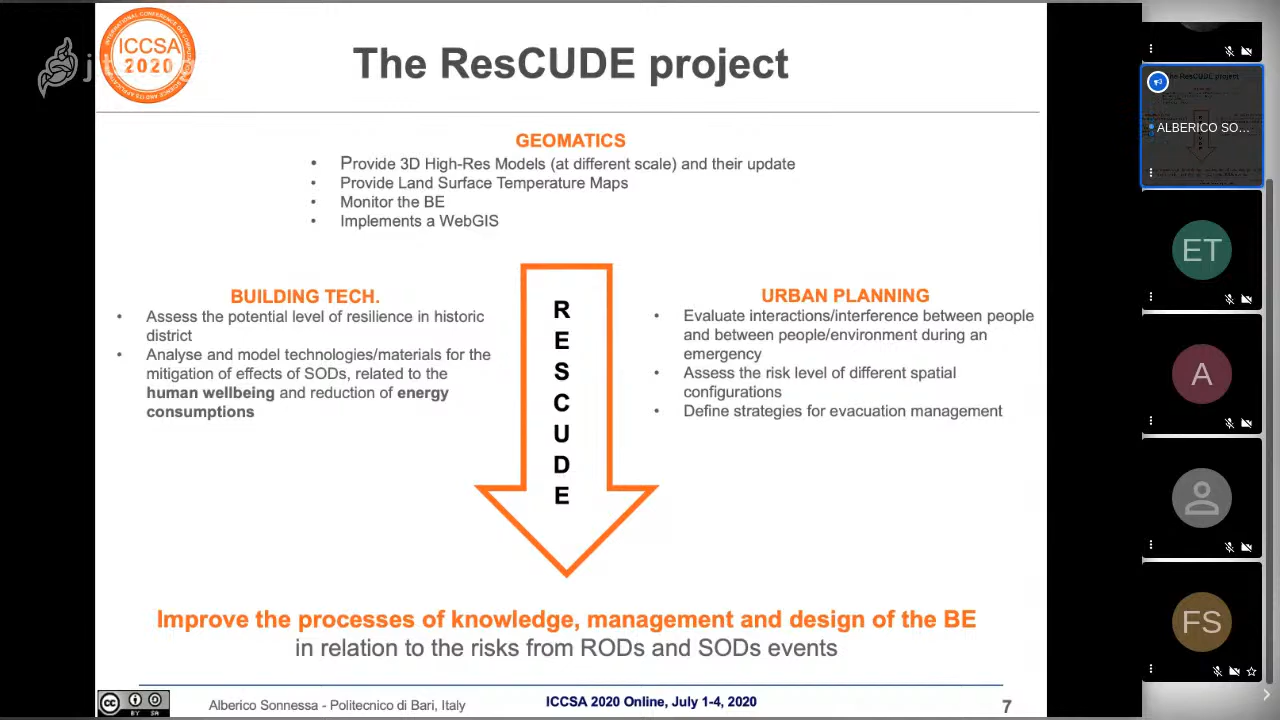 ICCSA
2020
The ResCUDE project
GEOMATICS
• Provide 3D High-Res Models (at different scale) and their update
• Provide Land Surface Temperature Maps
• Monitor the BE
• Implements a WebGIS
BUILDING TECH.
• Assess the potential level of resilience in historic
district
• Analyse and model technologies/materials for the
mitigation of effects of SODs, related to the
human wellbeing and reduction of energy
consumptions
R
E
S
C
U
D
E
URBAN PLANNING
• Evaluate interactions/interference between people
and between people/environment during an
emergency
• Assess the risk level of different spatial
configurations
• Define strategies for evacuation management
Improve the processes of knowledge, management and design of the BE
in relation to the risks from RODs and SODs events
BY SA
Alberico Sonnessa - Politecnico di Bari, Italy
ICCSA 2020 Online, July 1-4, 2020
7
The ResCUDE project
ALBERICO SO...
ET
A
FS